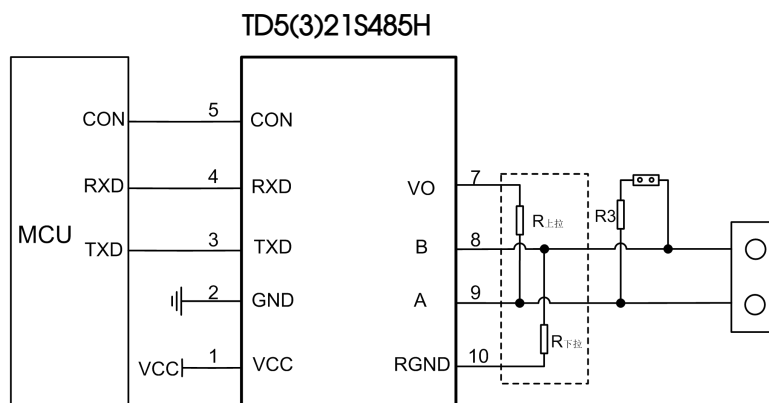 TD5(3)21S485H
CON 5 CON
RXD 4 RXD
7
VO
R上拉
R3
MCU
TXD 3 TXD
B 8
2 GND
A 9
R下拉
VCC 1 VCC
RGND 10